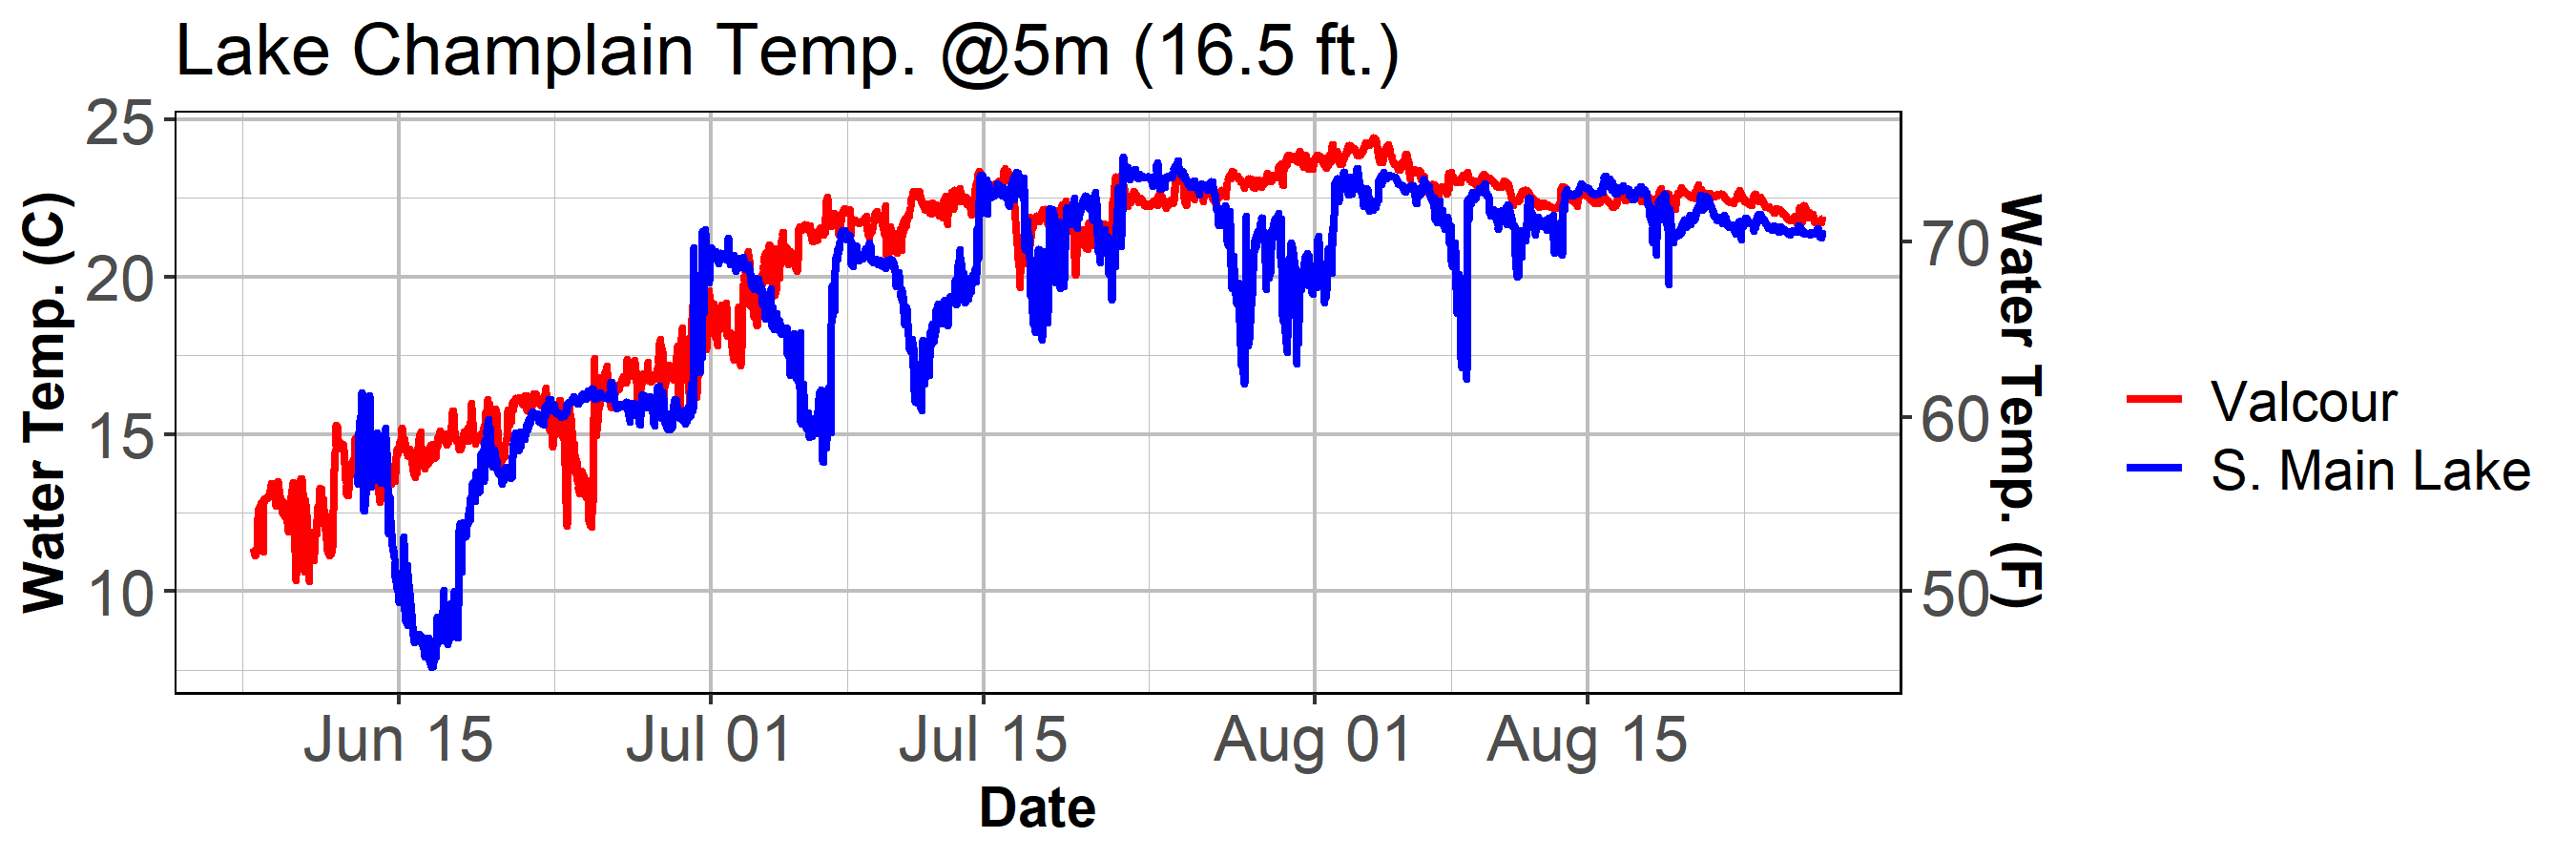 Lake Champlain Temp. @5m (16.5 ft.)
Water Temp. (C)
25
20
15
10
Water Temp. (F)
70
60
50
Jun 15
Jul 01
Jul 15
Aug 01
Aug 15
Date
Valcour
S. Main Lake